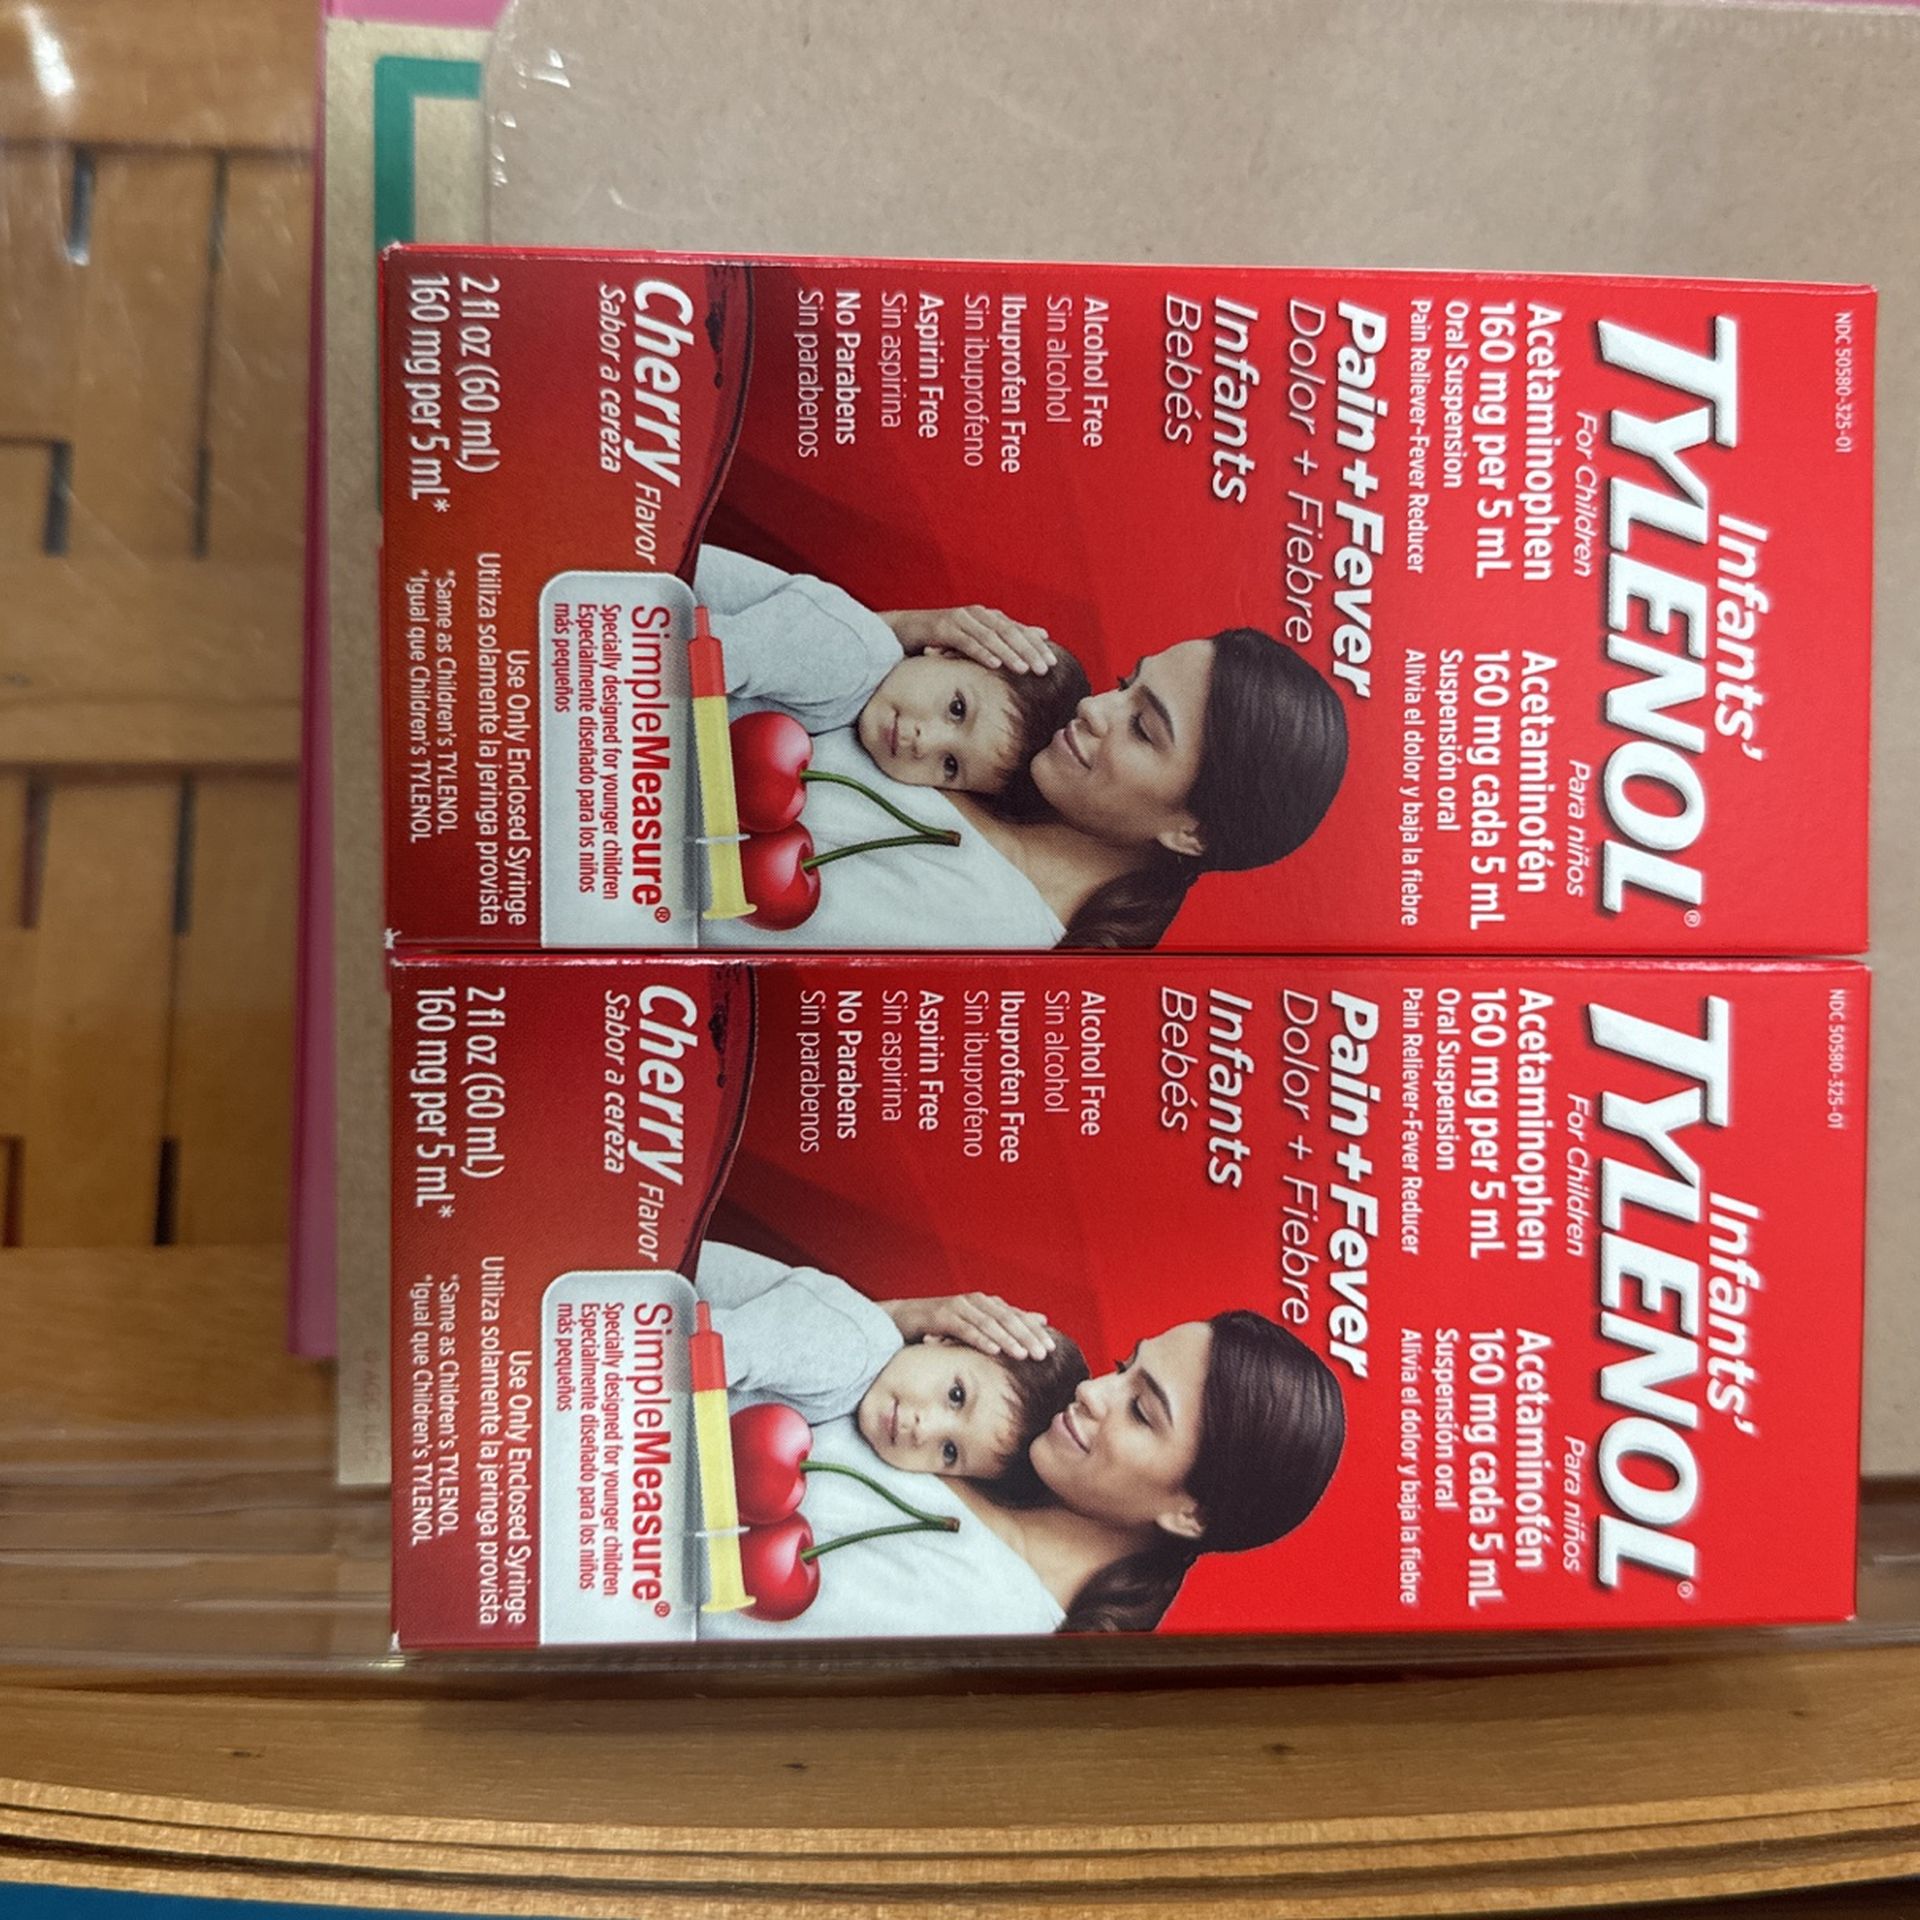 NDC 50580-325-01
Infants'
TYLENOL®
For Children
Para niños
Acetaminophen
160 mg per 5 mL
Oral Suspension
Pain Reliever-Fever Reducer
Acetaminofén
160 mg cada 5 mL
Suspensión oral
Alivia el dolor y baja la fiebre
Pain+Fever
Dolor + Fiebre
Infants
Bebés
Alcohol Free
Sin alcohol
Ibuprofen Free
Sin ibuprofeno
Aspirin Free
Sin aspirina
No Parabens
Sin parabenos
Cherry Flavor
Sabor a cereza
SimpleMeasure®
Specially designed for younger children
Especialmente diseñado para los niños
más pequeños
2 fl oz (60 mL)
160 mg per 5 mL*
Use Only Enclosed Syringe
Utiliza solamente la jeringa provista
*Same as Children's TYLENOL
*Igual que Children's TYLENOL
NDC 50580-325-01
Infants'
TYLENOL®
For Children
Para niños
Acetaminophen
160 mg per 5 mL
Oral Suspension
Pain Reliever-Fever Reducer
Acetaminofén
160 mg cada 5 mL
Suspensión oral
Alivia el dolor y baja la fiebre
Pain+Fever
Dolor + Fiebre
Infants
Bebés
Alcohol Free
Sin alcohol
Ibuprofen Free
Sin ibuprofeno
Aspirin Free
Sin aspirina
No Parabens
Sin parabenos
Cherry Flavor
Sabor a cereza
SimpleMeasure®
Specially designed for younger children
Especialmente diseñado para los niños
más pequeños
2 fl oz (60 mL)
160 mg per 5 mL*
Use Only Enclosed Syringe
Utiliza solamente la jeringa provista
*Same as Children's TYLENOL
*Igual que Children's TYLENOL